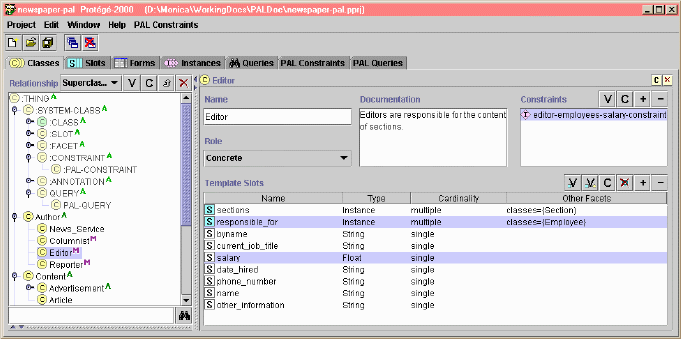 newspaper-pal Protégé-2000 (D:\Monica\WorkingDocs\PALDoc\newspaper-pal.pprj)
Project Edit Window Help PAL Constraints
Classes Slots Forms Instances Queries PAL Constraints PAL Queries
Relationship Superclas... V C
:THING A
:SYSTEM-CLASS A
:CLASS A
:SLOT A
:FACET A
:CONSTRAINT A
:PAL-CONSTRAINT
:ANNOTATION A
QUERY A
PAL-QUERY
Author A
News_Service
Columnist M
Editor M
Reporter M
Content A
Advertisement A
Article
Editor
Name
Editor
Role
Concrete
Documentation
Editors are responsible for the content
of sections.
Constraints V C + −
editor-employees-salary-constraint
Template Slots V V C + −
Name Type Cardinality Other Facets
S sections Instance multiple classes={Section}
S responsible_for Instance multiple classes={Employee}
S byname String single
S current_job_title String single
S salary Float single
S date_hired String single
S phone_number String single
S name String single
S other_information String single